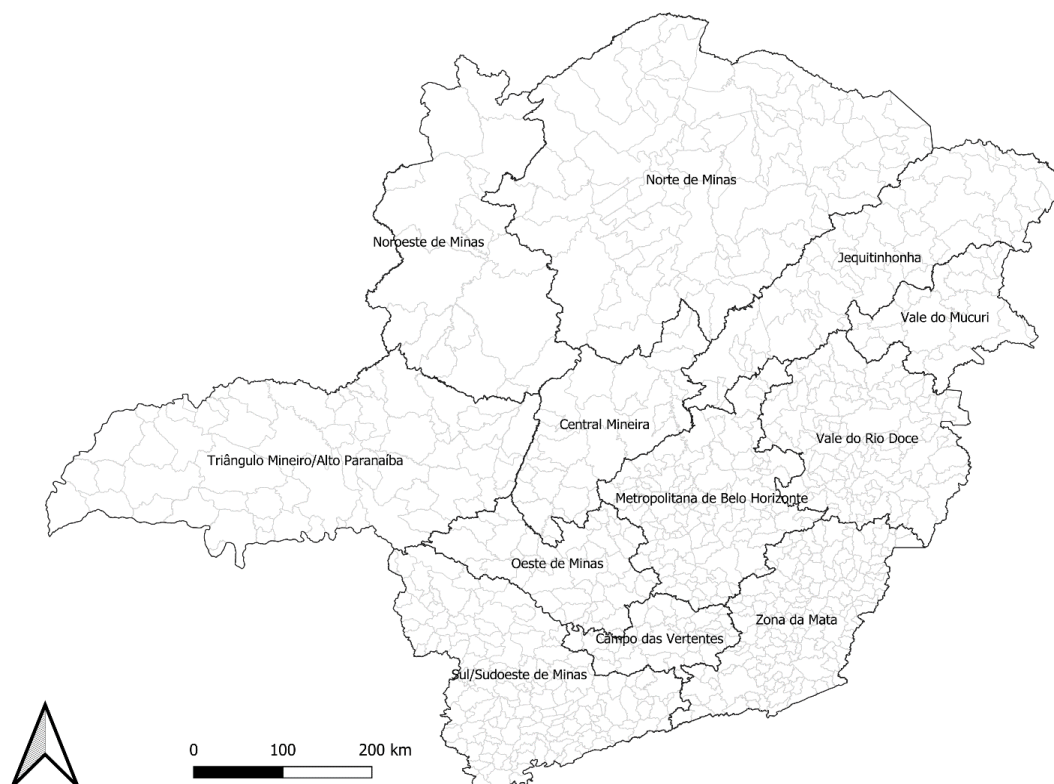 Norte de Minas
Noroeste de Minas
Jequitinhonha
Vale do Mucuri
Central Mineira
Vale do Rio Doce
Triângulo Mineiro/Alto Paranaíba
Metropolitana de Belo Horizonte
Oeste de Minas
Zona da Mata
Campo das Vertentes
Sul/Sudoeste de Minas
0 100 200 km